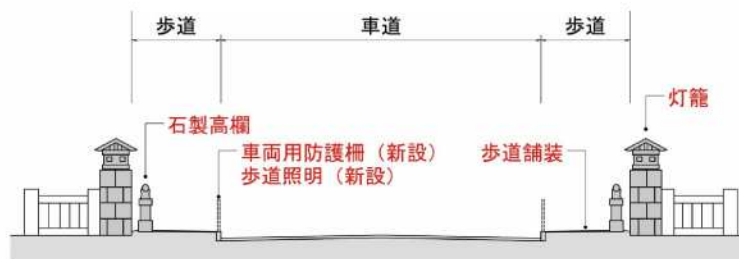 歩道
車道
歩道
灯籠
石製高欄
車両用防護柵（新設）
歩道照明（新設）
歩道舗装